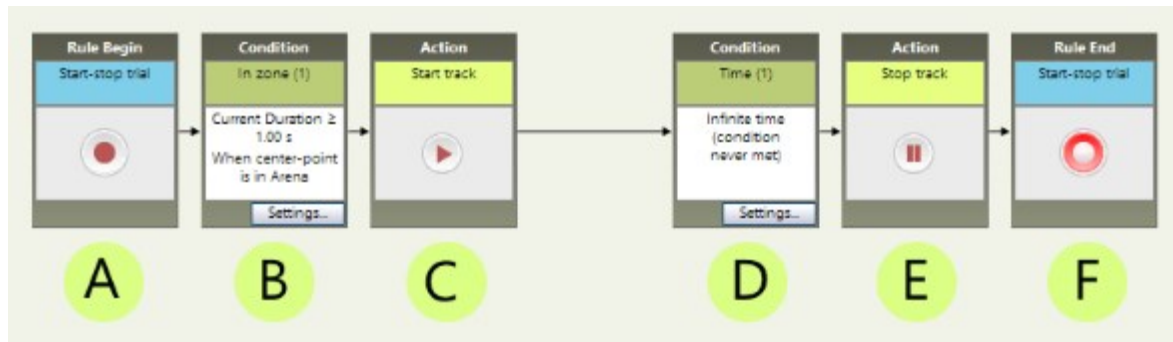 Rule Begin
Start-stop trial
A
Condition
In zone (1)
Current Duration ≥
1.00 s
When center-point
is in Arena
Settings...
B
Action
Start track
C
Condition
Time (1)
Infinite time
(condition
never met)
Settings...
D
Action
Stop track
E
Rule End
Start-stop trial
F